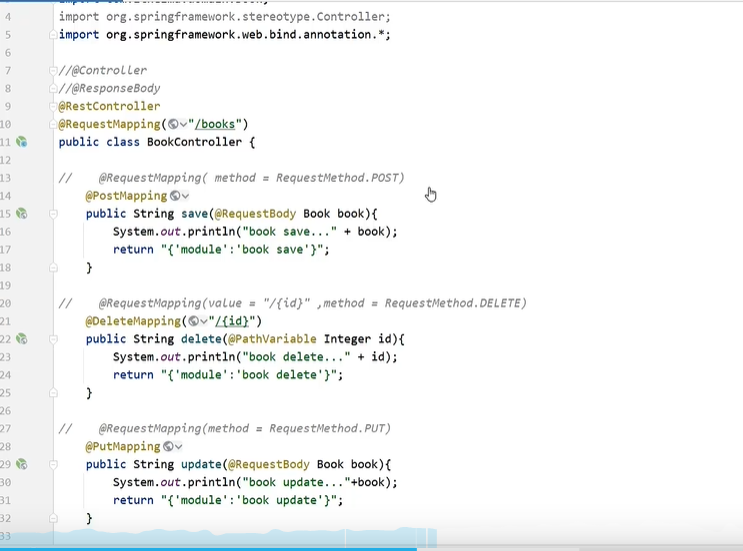 4 import org.springframework.stereotype.Controller;
5 import org.springframework.web.bind.annotation.*;
6
7 //@Controller
8 //@ResponseBody
9 @RestController
10 @RequestMapping("/books")
11 public class BookController {
12
13 //    @RequestMapping( method = RequestMethod.POST)
14     @PostMapping
15     public String save(@RequestBody Book book){
16         System.out.println("book save..." + book);
17         return "{'module':'book save'}";
18     }
19
20 //    @RequestMapping(value = "/{id}" ,method = RequestMethod.DELETE)
21     @DeleteMapping("/{id}")
22     public String delete(@PathVariable Integer id){
23         System.out.println("book delete..." + id);
24         return "{'module':'book delete'}";
25     }
26
27 //    @RequestMapping(method = RequestMethod.PUT)
28     @PutMapping
29     public String update(@RequestBody Book book){
30         System.out.println("book update..."+book);
31         return "{'module':'book update'}";
32     }
33